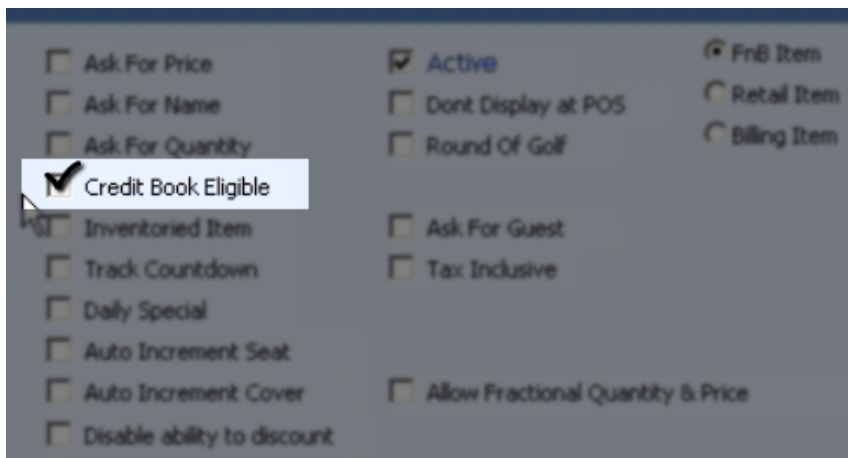 Ask For Price
Ask For Name
Ask For Quantity
Credit Book Eligible
Inventoried Item
Track Countdown
Daily Special
Auto Increment Seat
Auto Increment Cover
Disable ability to discount
Active
Dont Display at POS
Round Of Golf
Ask For Guest
Tax Inclusive
Allow Fractional Quantity & Price
FnB Item
Retail Item
Billing Item